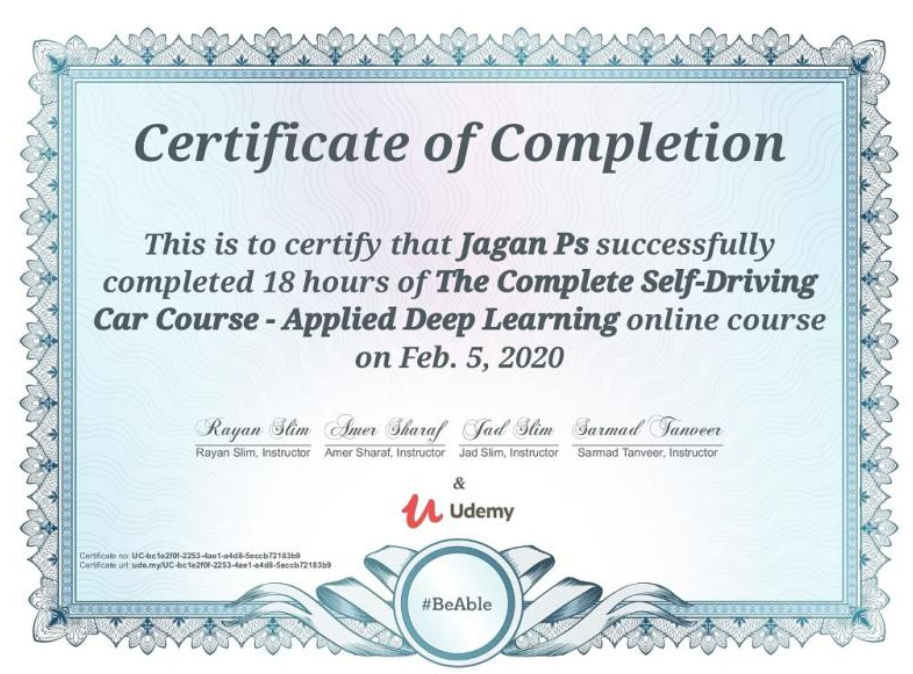 Certificate of Completion
This is to certify that Jagan Ps successfully
completed 18 hours of The Complete Self-Driving
Car Course - Applied Deep Learning online course
on Feb. 5, 2020
Rayan Slim Amer Sharaf Jad Slim Sarmad Tanveer
Rayan Slim, Instructor Amer Sharaf, Instructor Jad Slim, Instructor Sarmad Tanveer, Instructor
&
Udemy
Certificate no: UC-bc1e2f0f-2253-4ae1-a4d8-5eccb72183b9
Certificate url: ude.my/UC-bc1e2f0f-2253-4ae1-a4d8-5eccb72183b9
#BeAble